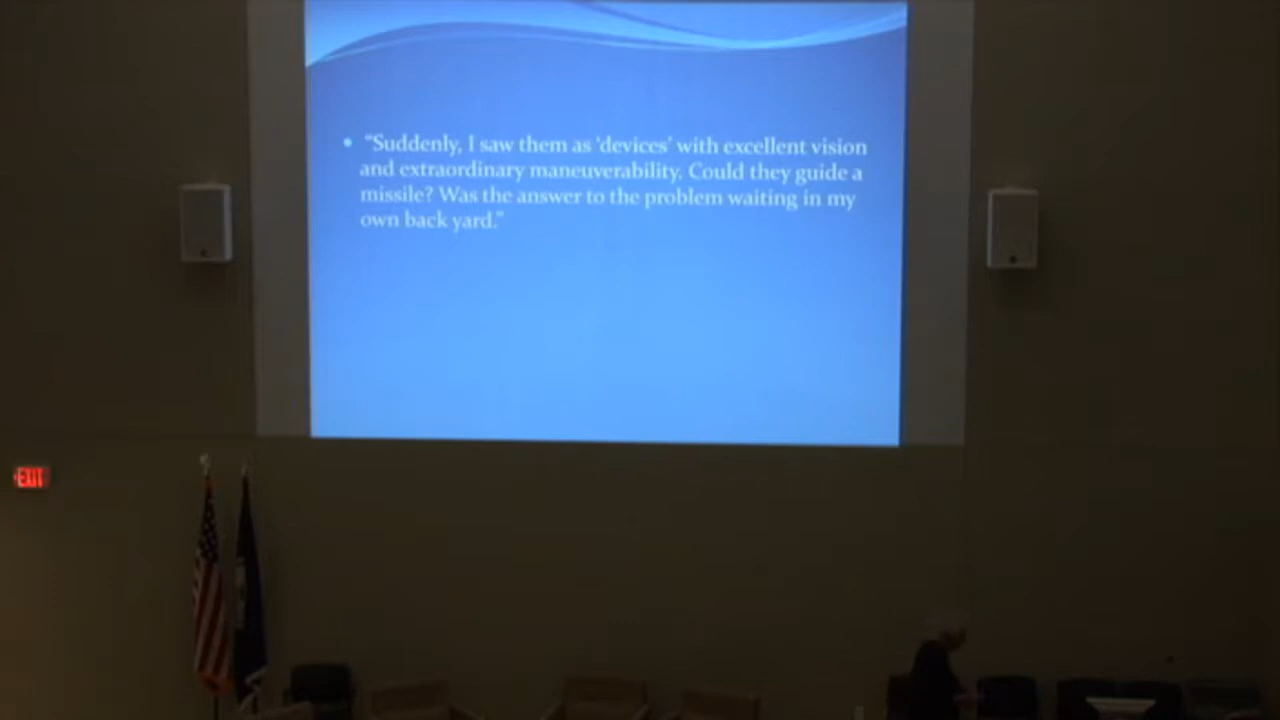 • “Suddenly, I saw them as ‘devices’ with excellent vision
and extraordinary maneuverability. Could they guide a
missile? Was the answer to the problem waiting in my
own back yard.”
EXIT